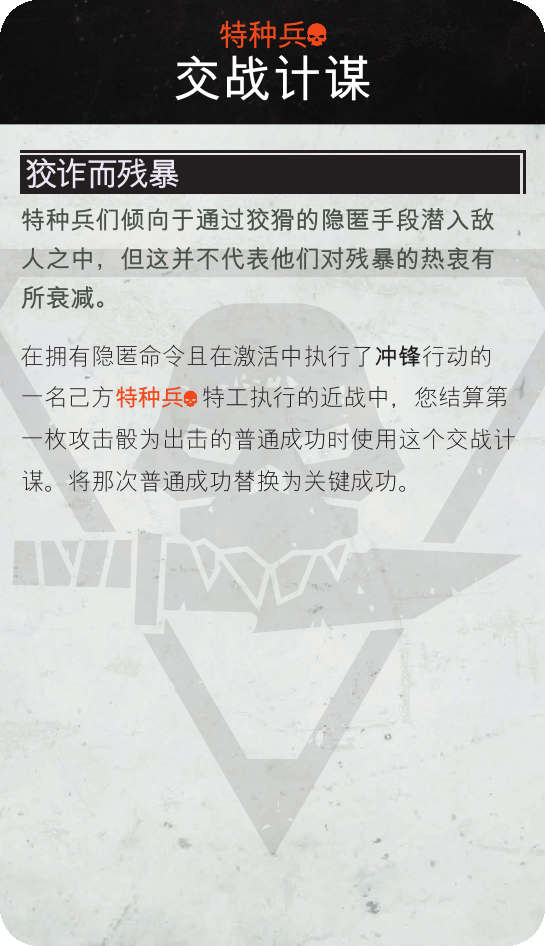 特种兵
交战计谋
狡诈而残暴
特种兵们倾向于通过狡猾的隐匿手段潜入敌
人之中，但这并不代表他们对残暴的热衷有
所衰减。
在拥有隐匿命令且在激活中执行了冲锋行动的
一名己方特种兵特工执行的近战中，您结算第
一枚攻击骰为出击的普通成功时使用这个交战计
谋。将那次普通成功替换为关键成功。